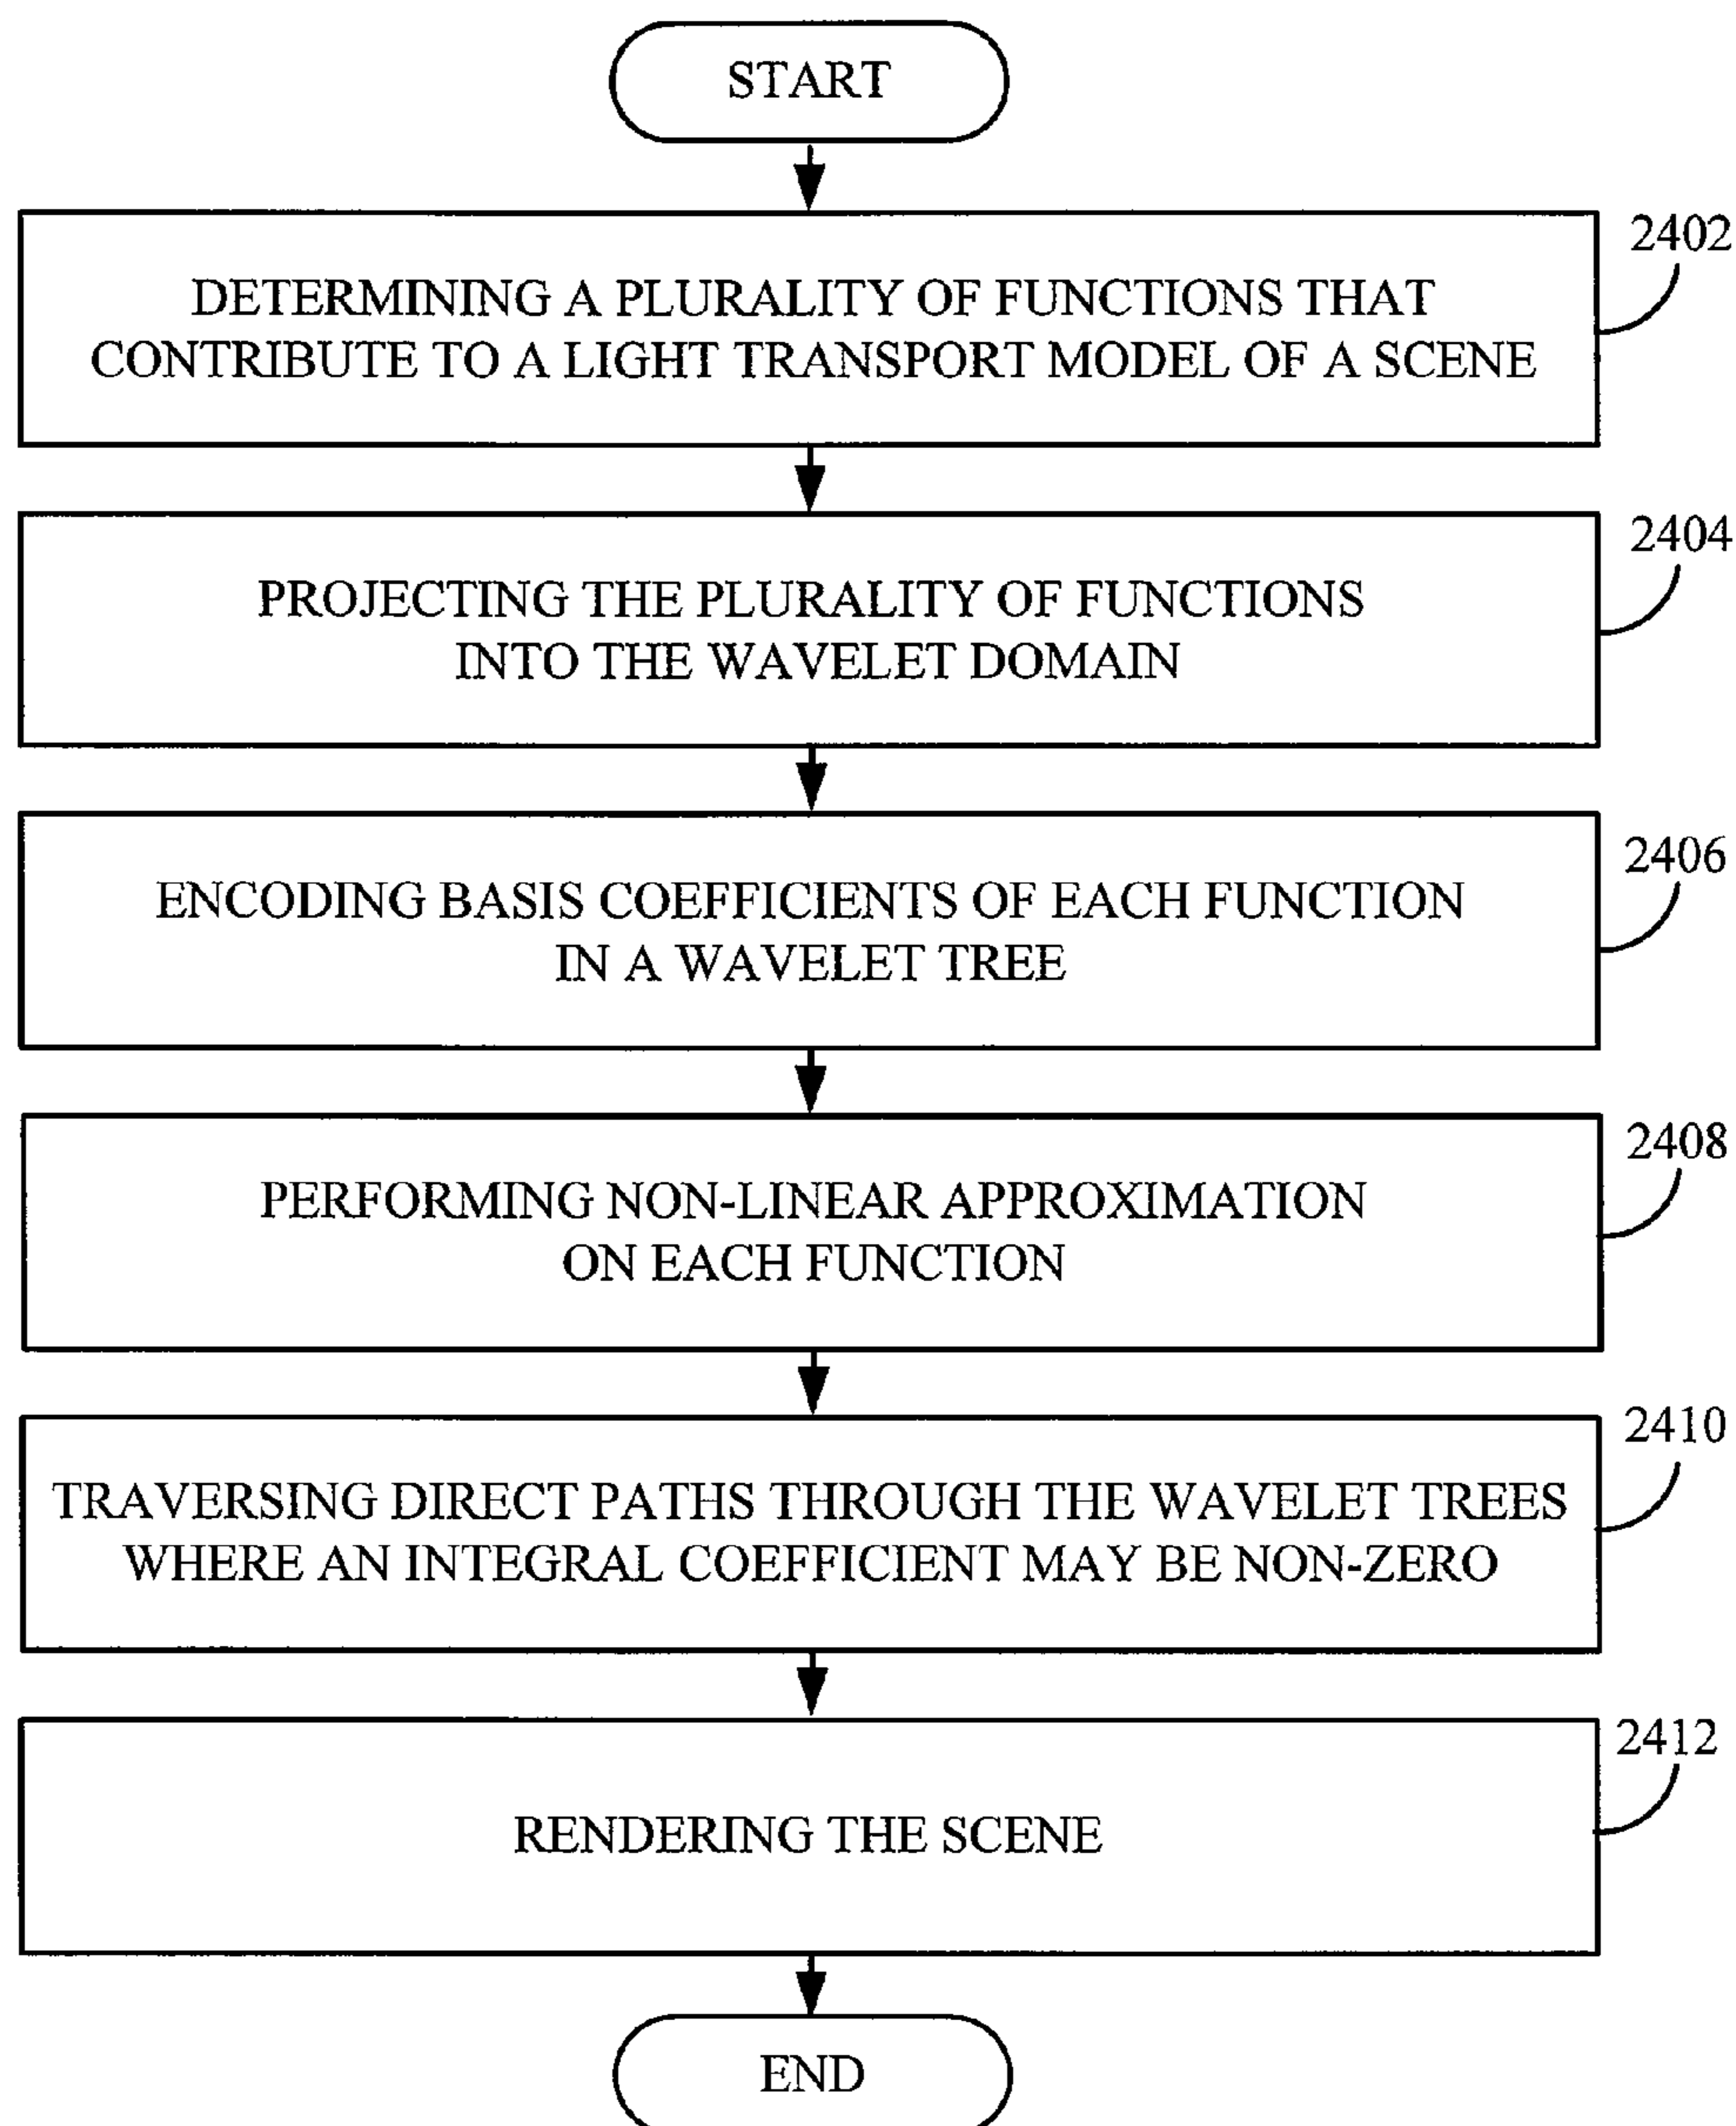 START
2402
DETERMINING A PLURALITY OF FUNCTIONS THAT
CONTRIBUTE TO A LIGHT TRANSPORT MODEL OF A SCENE
2404
PROJECTING THE PLURALITY OF FUNCTIONS
INTO THE WAVELET DOMAIN
2406
ENCODING BASIS COEFFICIENTS OF EACH FUNCTION
IN A WAVELET TREE
2408
PERFORMING NON-LINEAR APPROXIMATION
ON EACH FUNCTION
2410
TRAVERSING DIRECT PATHS THROUGH THE WAVELET TREES
WHERE AN INTEGRAL COEFFICIENT MAY BE NON-ZERO
2412
RENDERING THE SCENE
END